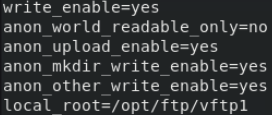 write_enable=yes
anon_world_readable_only=no
anon_upload_enable=yes
anon_mkdir_write_enable=yes
anon_other_write_enable=yes
local_root=/opt/ftp/vftp1